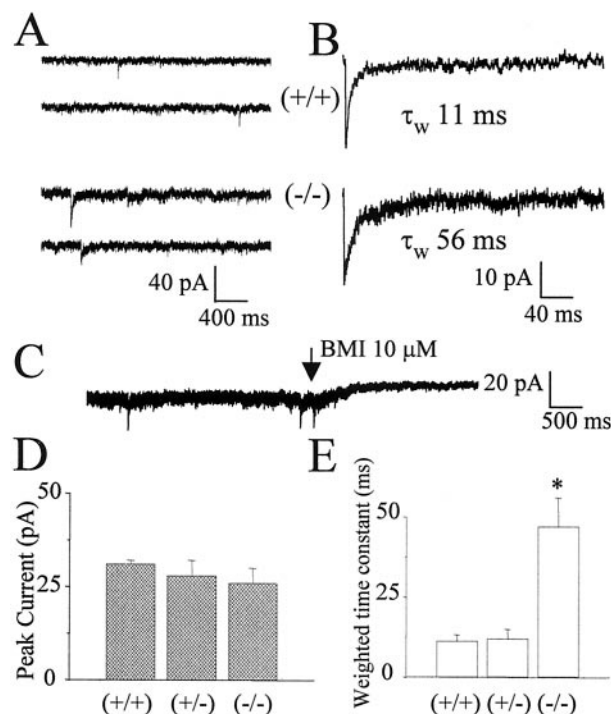 A
B
(+/+)
τw 11 ms
(-/-)
τw 56 ms
40 pA
400 ms
10 pA
40 ms
C
BMI 10 μM
20 pA
500 ms
D
Peak Current (pA)
50
25
0
(+/+) (+/-) (-/-)
E
Weighted time constant (ms)
50
25
0
*
(+/+) (+/-) (-/-)